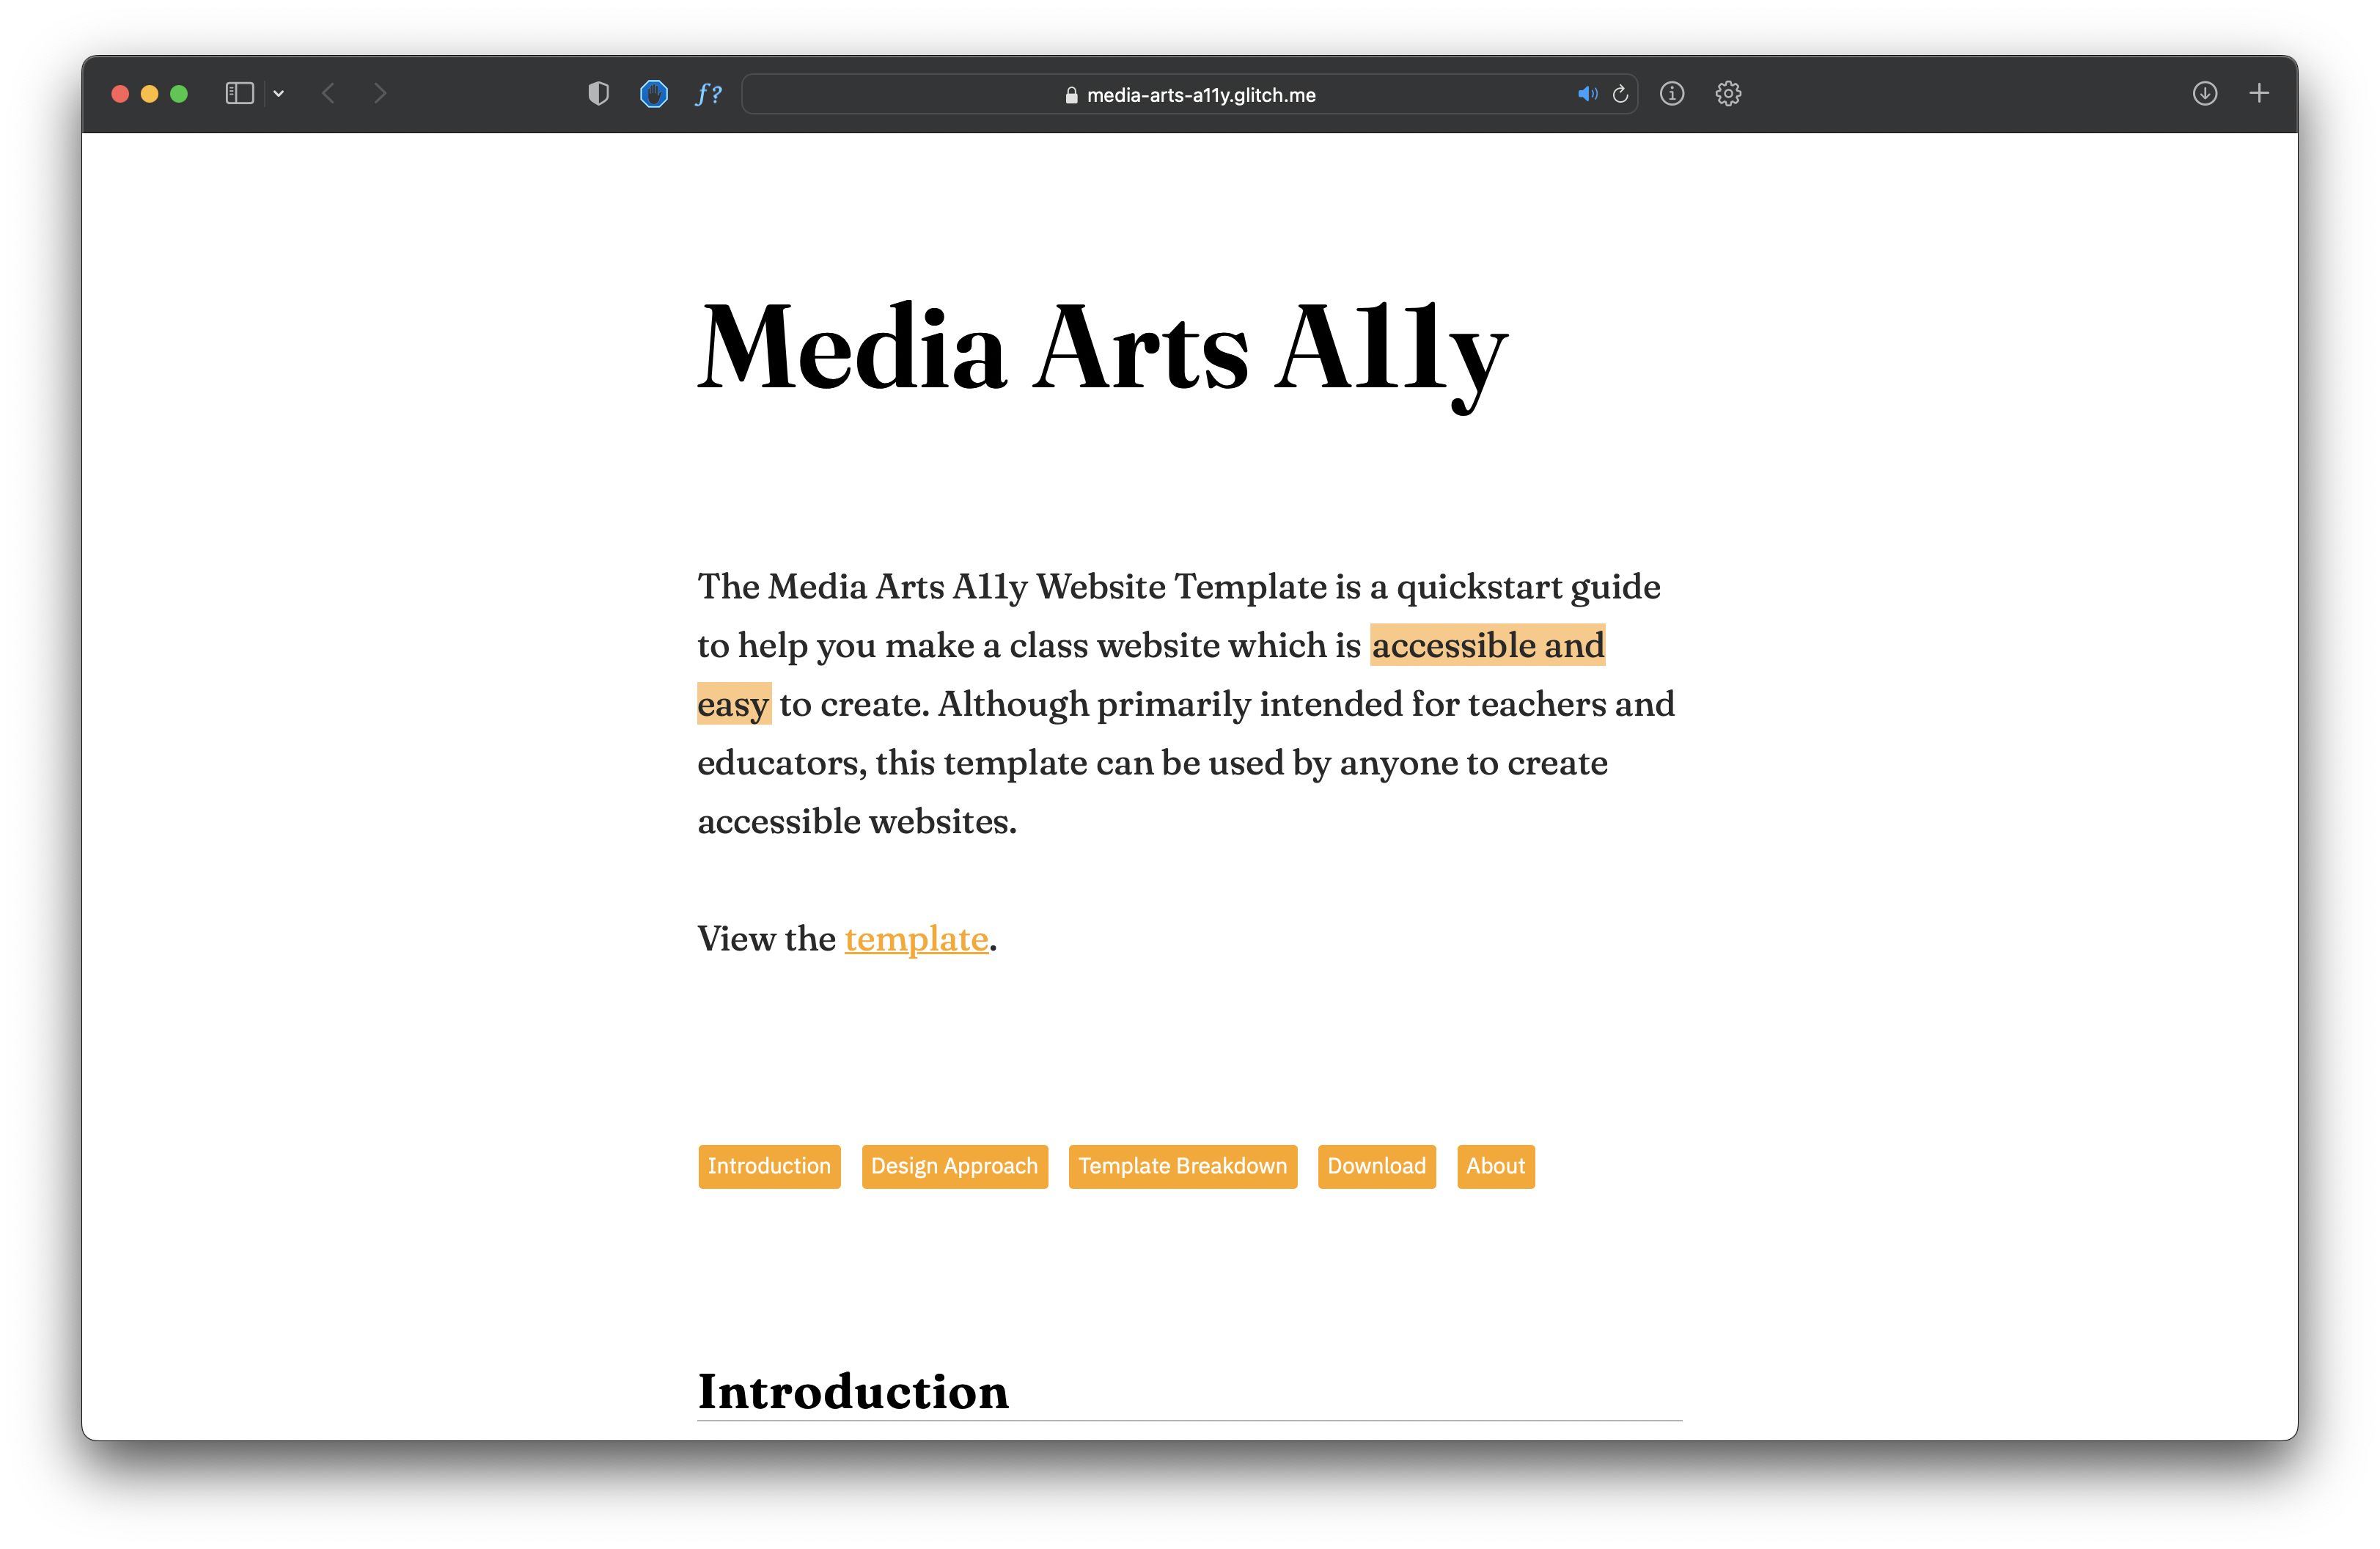 f?
media-arts-a11y.glitch.me
Media Arts A11y
The Media Arts A11y Website Template is a quickstart guide
to help you make a class website which is accessible and
easy to create. Although primarily intended for teachers and
educators, this template can be used by anyone to create
accessible websites.
View the template.
Introduction Design Approach Template Breakdown Download About
Introduction